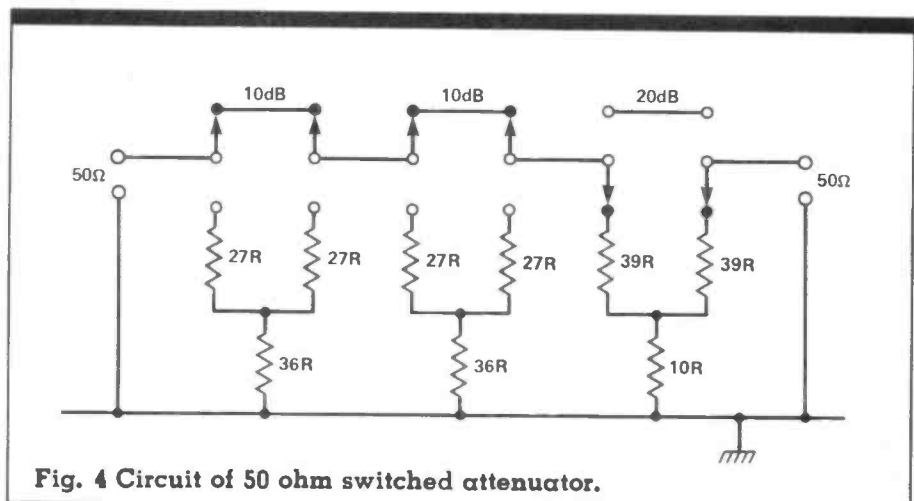 10dB 10dB 20dB
50Ω 50Ω
27R 27R 27R 27R 39R 39R
36R 36R 10R
Fig. 4 Circuit of 50 ohm switched attenuator.